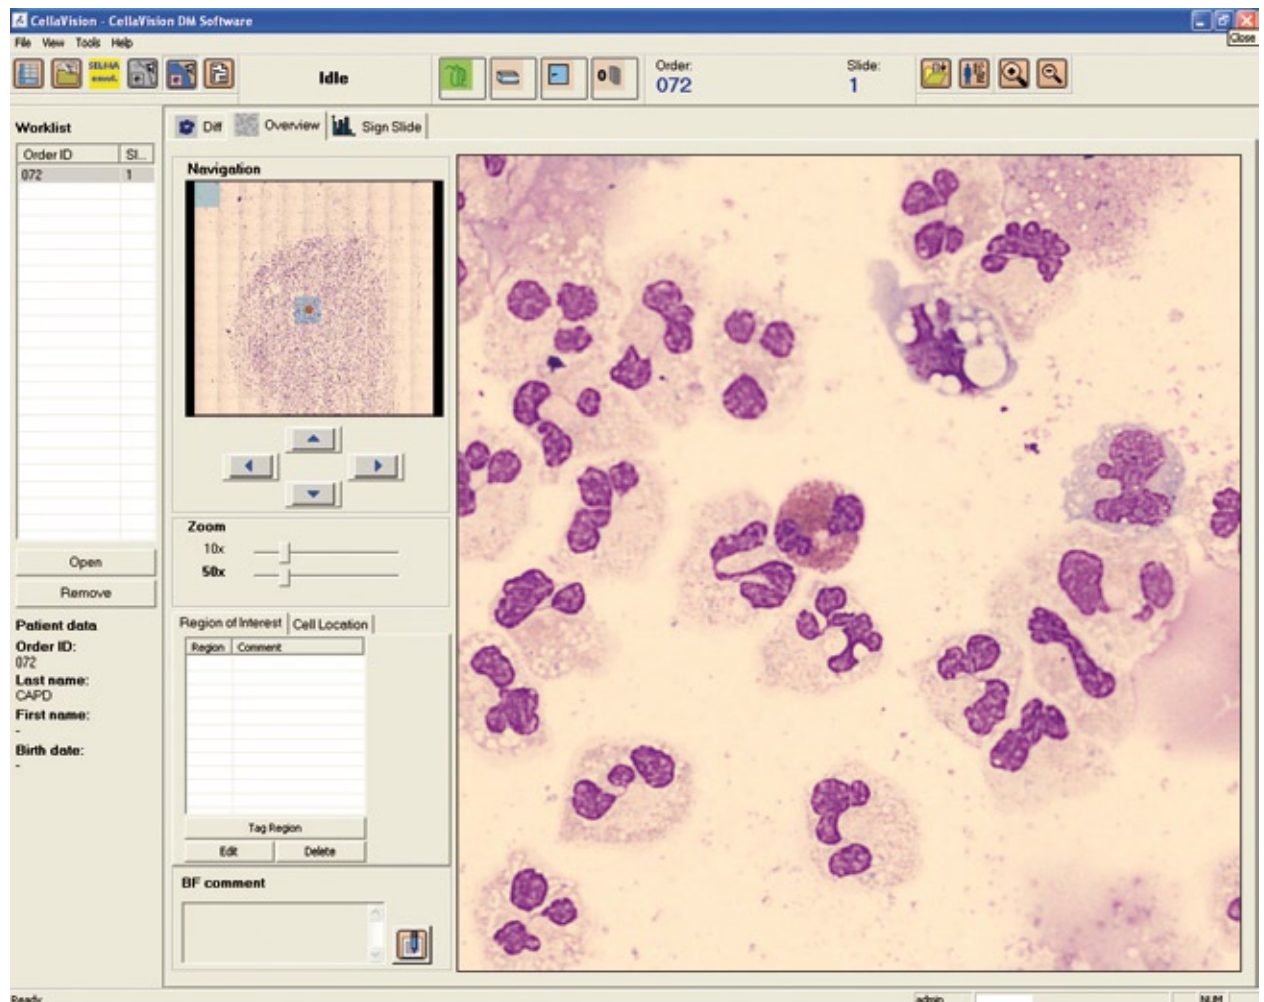 CellaVision - CellaVision DM Software
Close
File View Tools Help
SELMA
Idle
Order:
072
Slide:
1
Worklist
Order ID Sl...
072 1
Diff Overview Sign Slide
Navigation
Zoom
10x
50x
Open
Remove
Region of Interest Cell Location
Region Comment
Patient data
Order ID:
072
Last name:
CAPD
First name:
-
Birth date:
-
Tag Region
Edit Delete
BF comment
Ready
admin
NUM